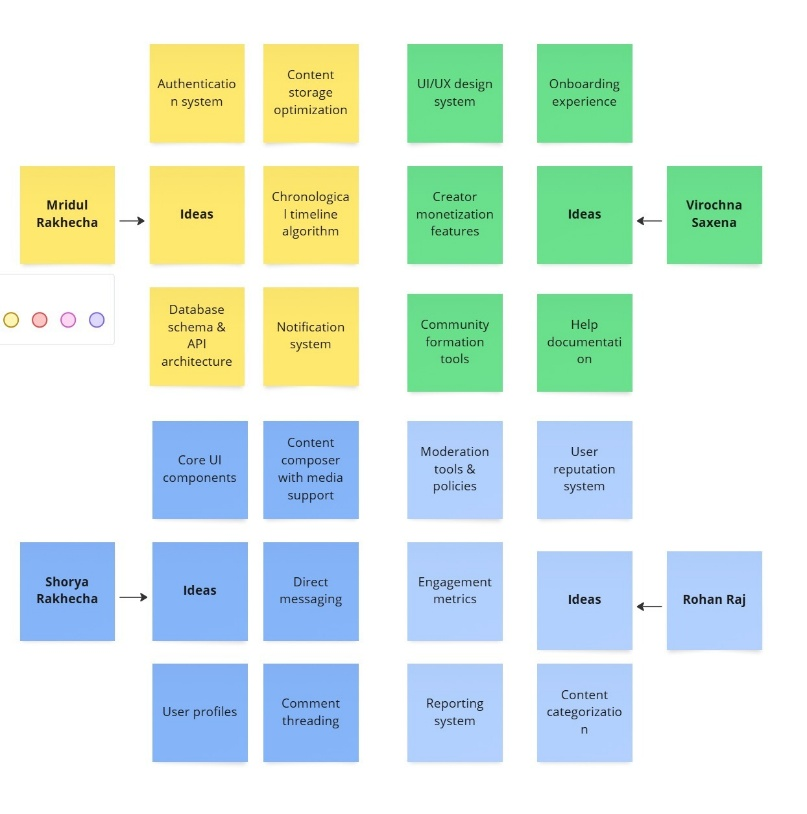 Authenticatio
n system
Content
storage
optimization
UI/UX design
system
Onboarding
experience
Mridul
Rakhecha
Ideas
Chronologica
l timeline
algorithm
Creator
monetization
features
Ideas
Virochna
Saxena
Database
schema &
API
architecture
Notification
system
Community
formation
tools
Help
documentati
on
Core UI
components
Content
composer
with media
support
Moderation
tools &
policies
User
reputation
system
Shorya
Rakhecha
Ideas
Direct
messaging
Engagement
metrics
Ideas
Rohan Raj
User profiles
Comment
threading
Reporting
system
Content
categorizatio
n